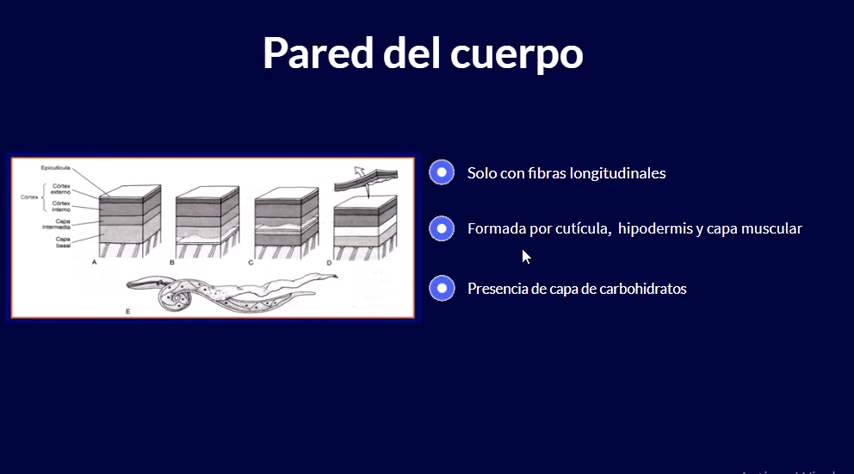 Pared del cuerpo
Epicutícula
Córtex
Córtex
externo
Córtex
interno
Capa
intermedia
Capa
basal
A
B
C
D
E
Solo con fibras longitudinales
Formada por cutícula, hipodermis y capa muscular
Presencia de capa de carbohidratos